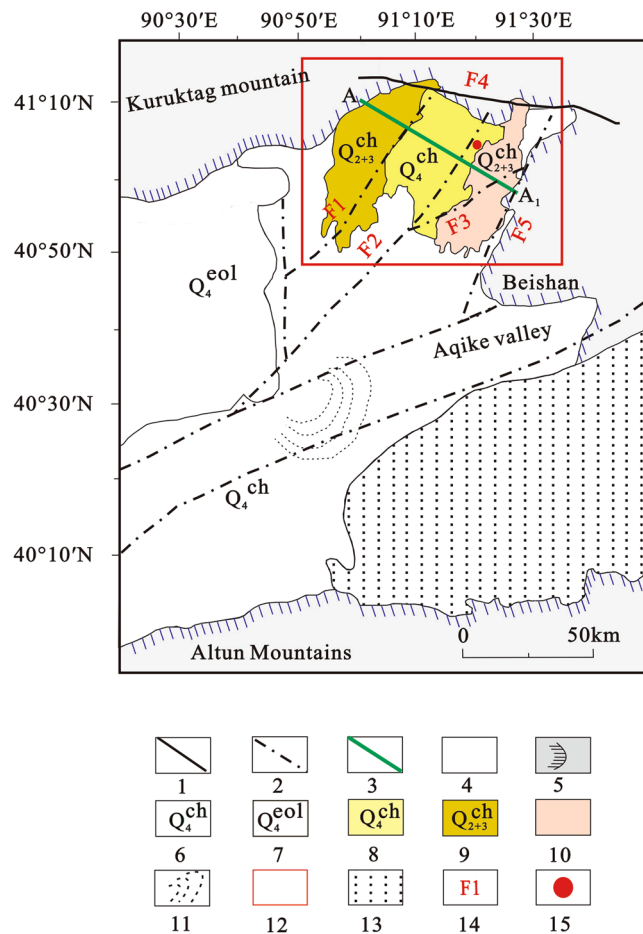 90°30′E 90°50′E 91°10′E 91°30′E
41°10′N
40°50′N
40°30′N
40°10′N
Kuruktag mountain
F4
A
Q2+3ch
Q4ch
Q2+3ch
A1
F1
F2
F3
F5
Q4eol
Beishan
Aqike valley
Q4ch
0 50km
Altun Mountains
1 2 3 4 5
Q4ch Q4eol Q4ch Q2+3ch
6 7 8 9 10
F1
11 12 13 14 15